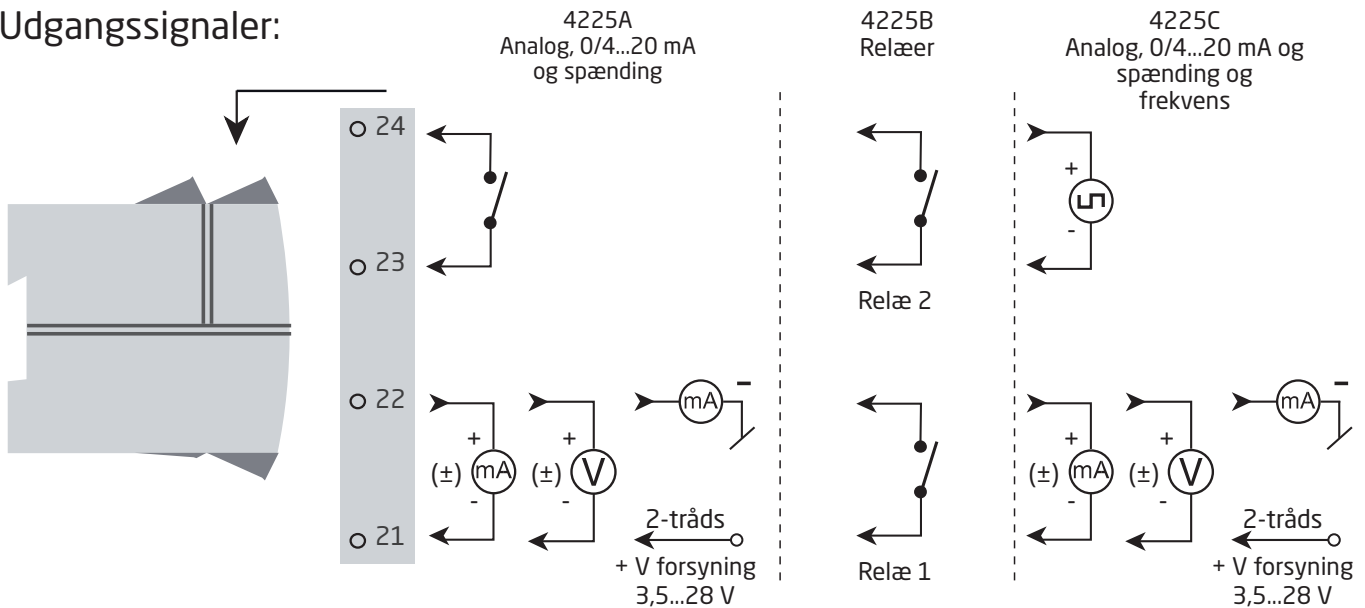 Udgangssignaler:
4225A
Analog, 0/4...20 mA
og spænding
4225B
Relæer
4225C
Analog, 0/4...20 mA og
spænding og
frekvens
24
23
22
21
+
-
(±) mA
+
-
(±) V
+
-
mA
-
2-tråds
+ V forsyning
3,5...28 V
Relæ 2
Relæ 1
+
-
(±) mA
+
-
(±) V
+
-
mA
-
2-tråds
+ V forsyning
3,5...28 V